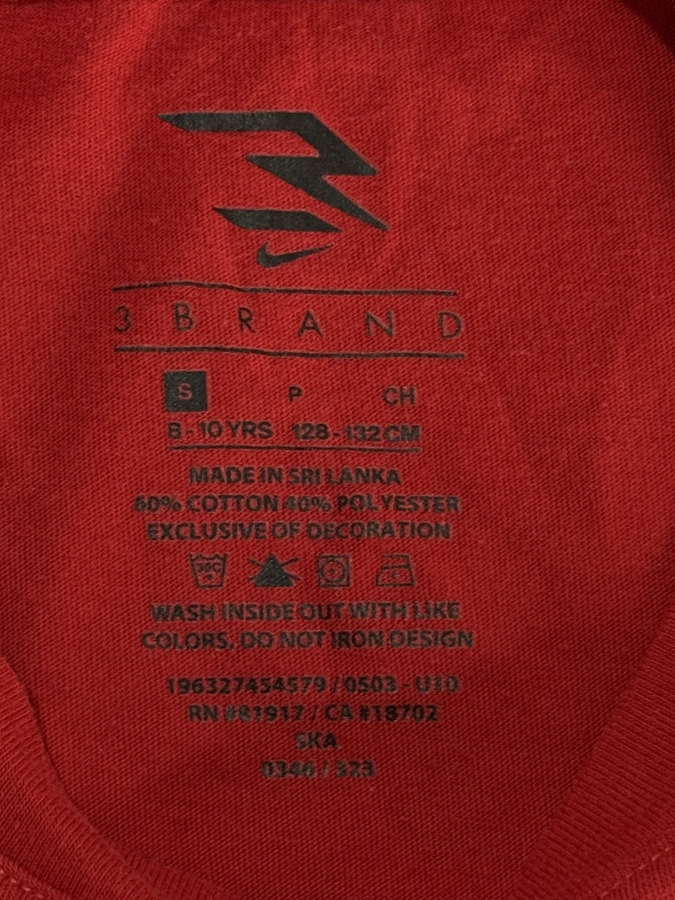 3 BRAND
S P CH
8-10 YRS 128-132 CM
MADE IN SRI LANKA
60% COTTON 40% POLYESTER
EXCLUSIVE OF DECORATION
30C
WASH INSIDE OUT WITH LIKE
COLORS, DO NOT IRON DESIGN
196327454579 / 0503 - U10
RN #81917 / CA #18702
SKA
0346 / 323